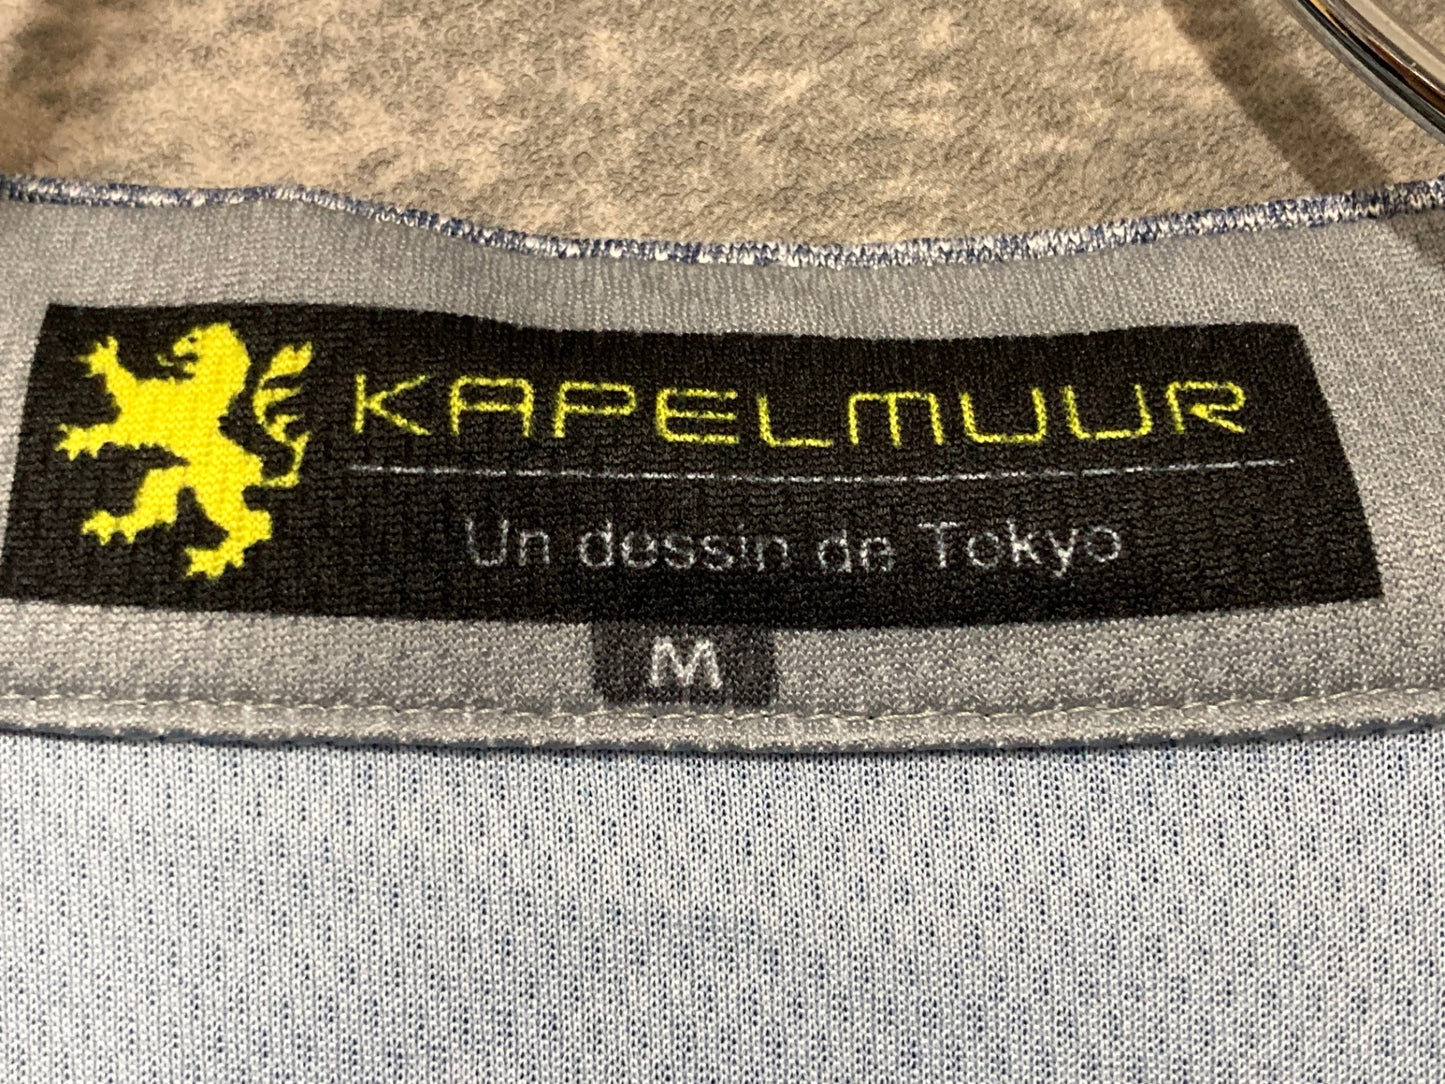 KAPELMUUR
Un dessin de Tokyo
M